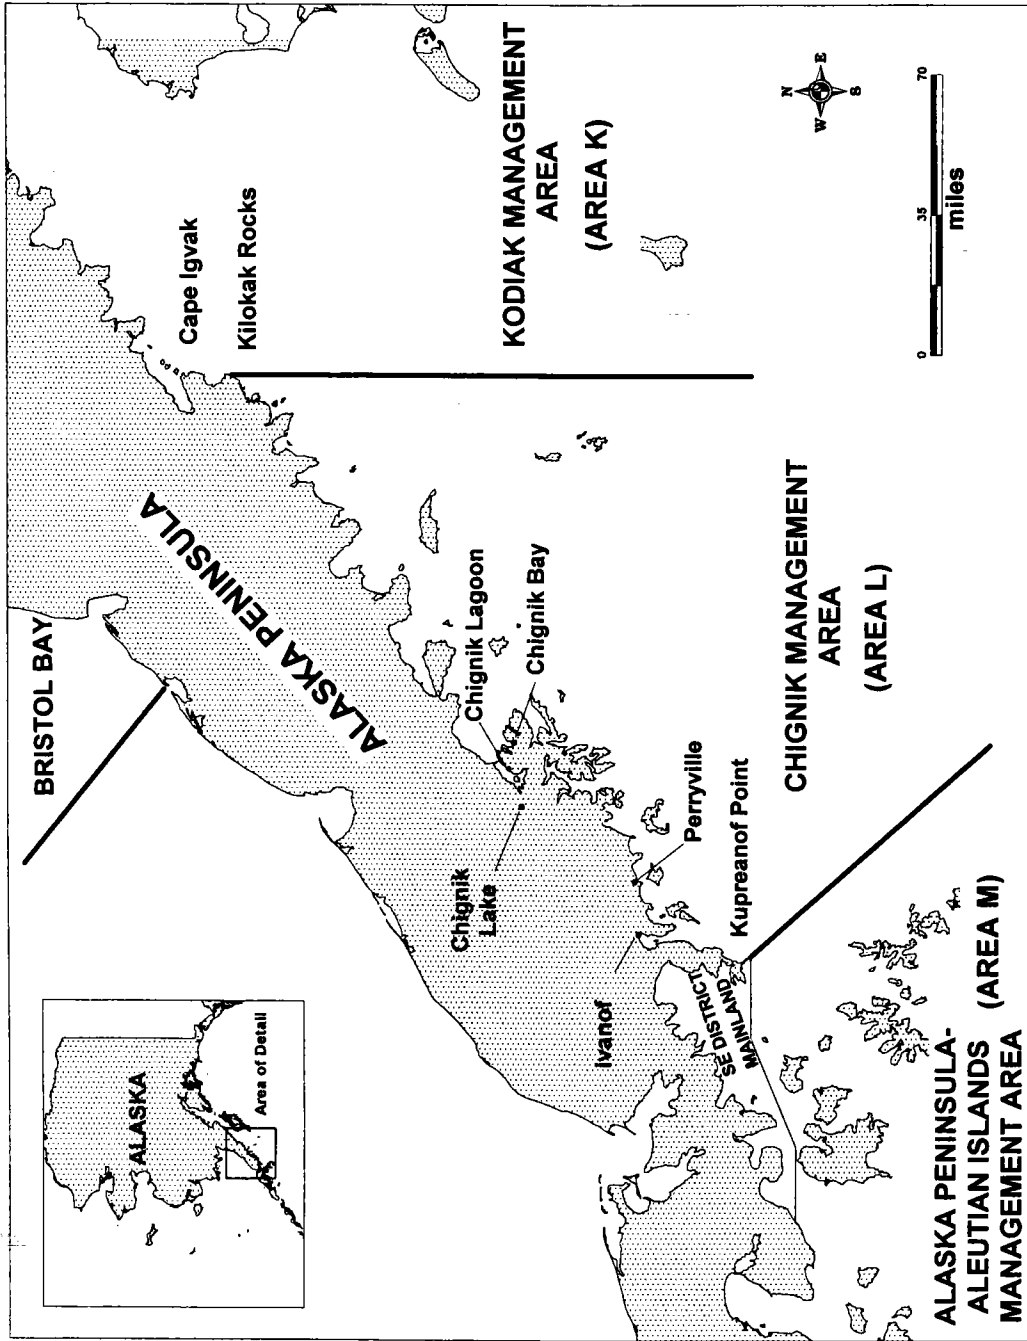 BRISTOL BAY
ALASKA
Area of Detail
ALASKA PENINSULA
Cape Igvak
Kilokak Rocks
KODIAK MANAGEMENT
AREA
(AREA K)
Chignik Lagoon
Chignik Bay
Chignik
Lake
Ivanof
Perryville
Kupreanof Point
SE DISTRICT
MAINLAND
CHIGNIK MANAGEMENT
AREA
(AREA L)
ALASKA PENINSULA-
ALEUTIAN ISLANDS
MANAGEMENT AREA
(AREA M)
N
W
E
S
0
35
70
miles